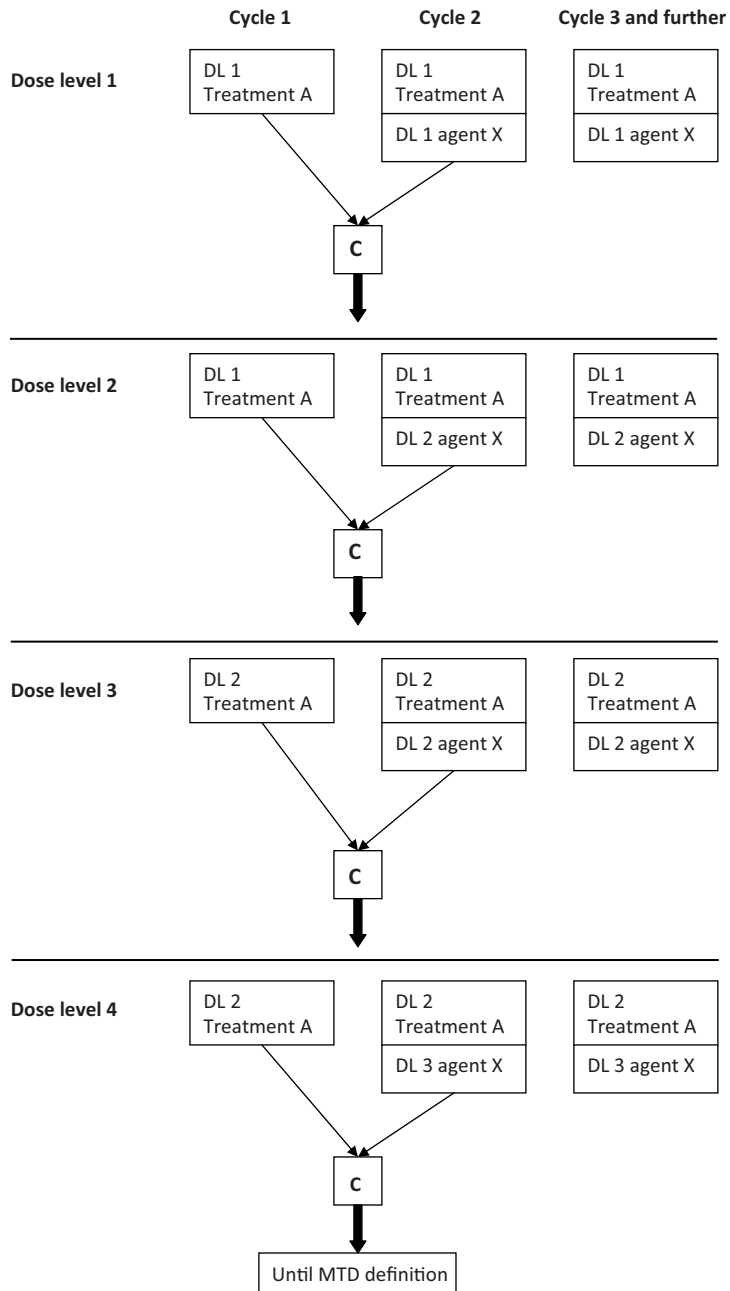 Cycle 1 Cycle 2 Cycle 3 and further
Dose level 1
DL 1
Treatment A
DL 1
Treatment A
DL 1 agent X
DL 1
Treatment A
DL 1 agent X
C
Dose level 2
DL 1
Treatment A
DL 1
Treatment A
DL 2 agent X
DL 1
Treatment A
DL 2 agent X
C
Dose level 3
DL 2
Treatment A
DL 2
Treatment A
DL 2 agent X
DL 2
Treatment A
DL 2 agent X
C
Dose level 4
DL 2
Treatment A
DL 2
Treatment A
DL 3 agent X
DL 2
Treatment A
DL 3 agent X
C
Until MTD definition